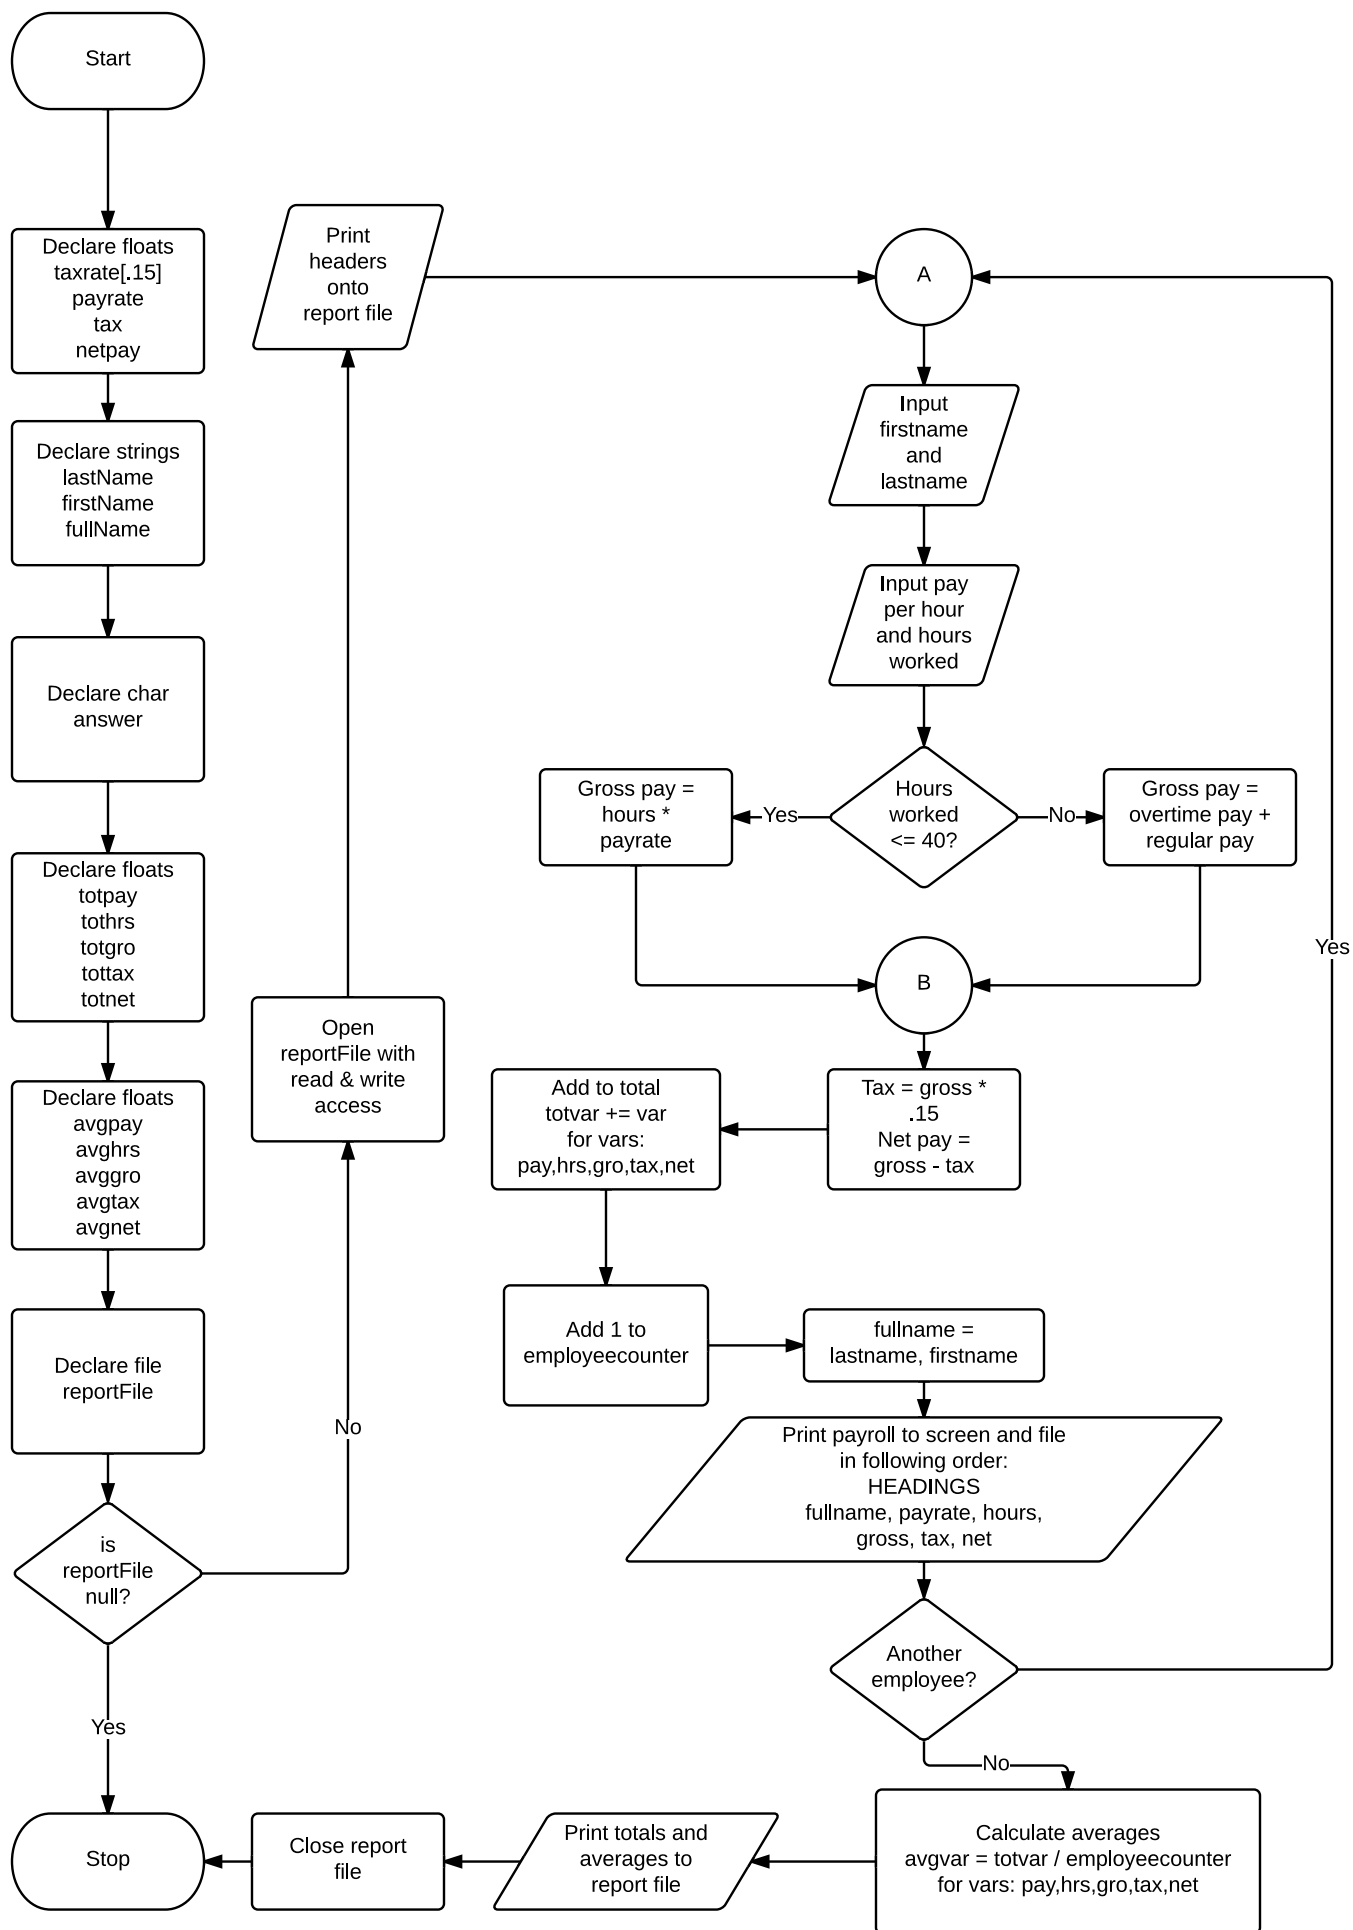 Start
Declare floats
taxrate[.15]
payrate
tax
netpay
Declare strings
lastName
firstName
fullName
Declare char
answer
Declare floats
totpay
tothrs
totgro
tottax
totnet
Declare floats
avgpay
avghrs
avggro
avgtax
avgnet
Declare file
reportFile
is
reportFile
null?
Yes
Stop
No
Open
reportFile with
read & write
access
Print
headers
onto
report file
A
Input
firstname
and
lastname
Input pay
per hour
and hours
worked
Hours
worked
<= 40?
Yes
Gross pay =
hours *
payrate
No
Gross pay =
overtime pay +
regular pay
B
Tax = gross *
.15
Net pay =
gross - tax
Add to total
totvar += var
for vars:
pay,hrs,gro,tax,net
Add 1 to
employeecounter
fullname =
lastname, firstname
Print payroll to screen and file
in following order:
HEADINGS
fullname, payrate, hours,
gross, tax, net
Another
employee?
Yes
No
Calculate averages
avgvar = totvar / employeecounter
for vars: pay,hrs,gro,tax,net
Print totals and
averages to
report file
Close report
file